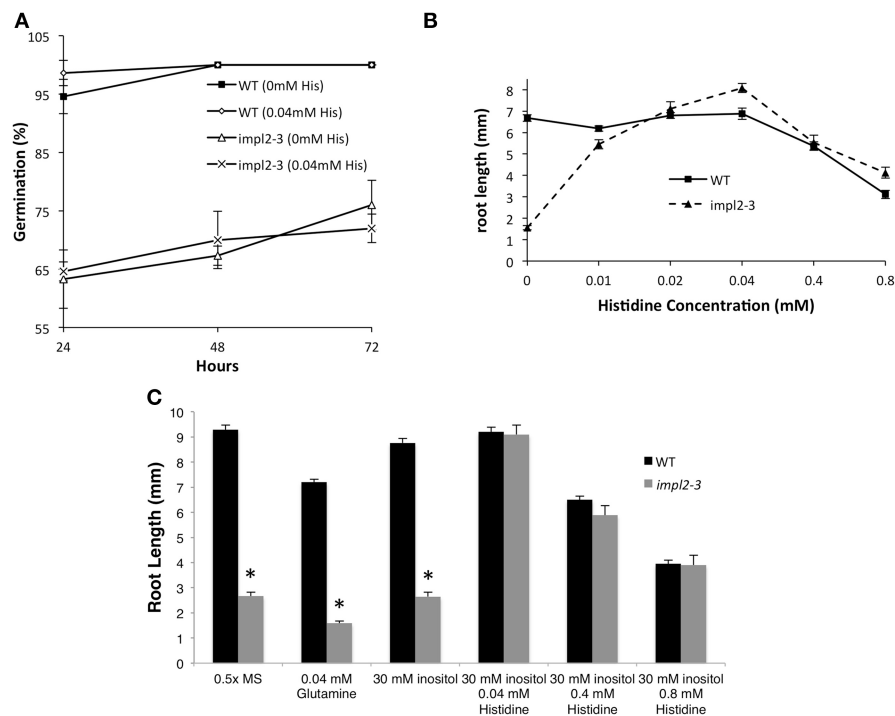 A
105
95
85
75
65
55
Germination (%)
WT (0mM His)
WT (0.04mM His)
impl2-3 (0mM His)
impl2-3 (0.04mM His)
24
48
72
Hours
B
8
7
6
5
4
3
2
1
0
root length (mm)
WT
impl2-3
0
0.01
0.02
0.04
0.4
0.8
Histidine Concentration (mM)
C
10
9
8
7
6
5
4
3
2
1
0
Root Length (mm)
WT
impl2-3
*
*
*
0.5x MS
0.04 mM
Glutamine
30 mM inositol
30 mM inositol
0.04 mM
Histidine
30 mM inositol
0.4 mM
Histidine
30 mM inositol
0.8 mM
Histidine